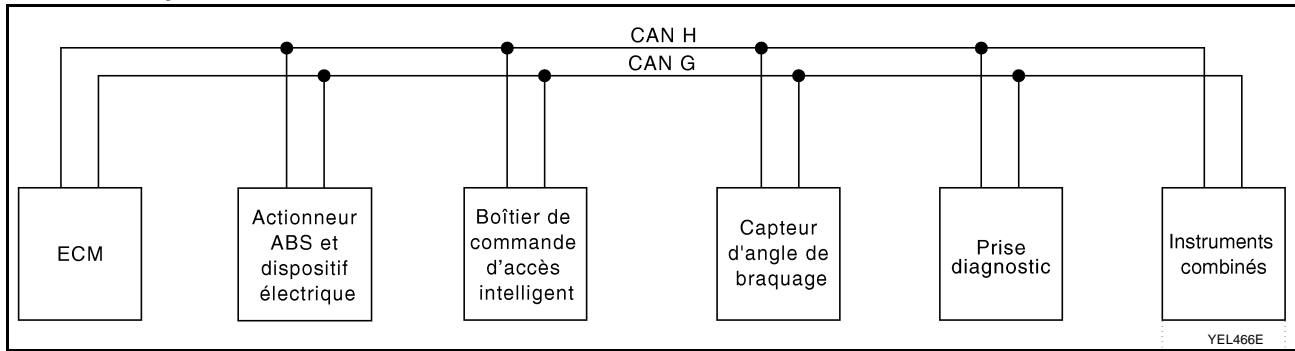 CAN H
CAN G
ECM
Actionneur
ABS et
dispositif
électrique
Boîtier de
commande
d'accès
intelligent
Capteur
d'angle de
braquage
Prise
diagnostic
Instruments
combinés
YEL466E